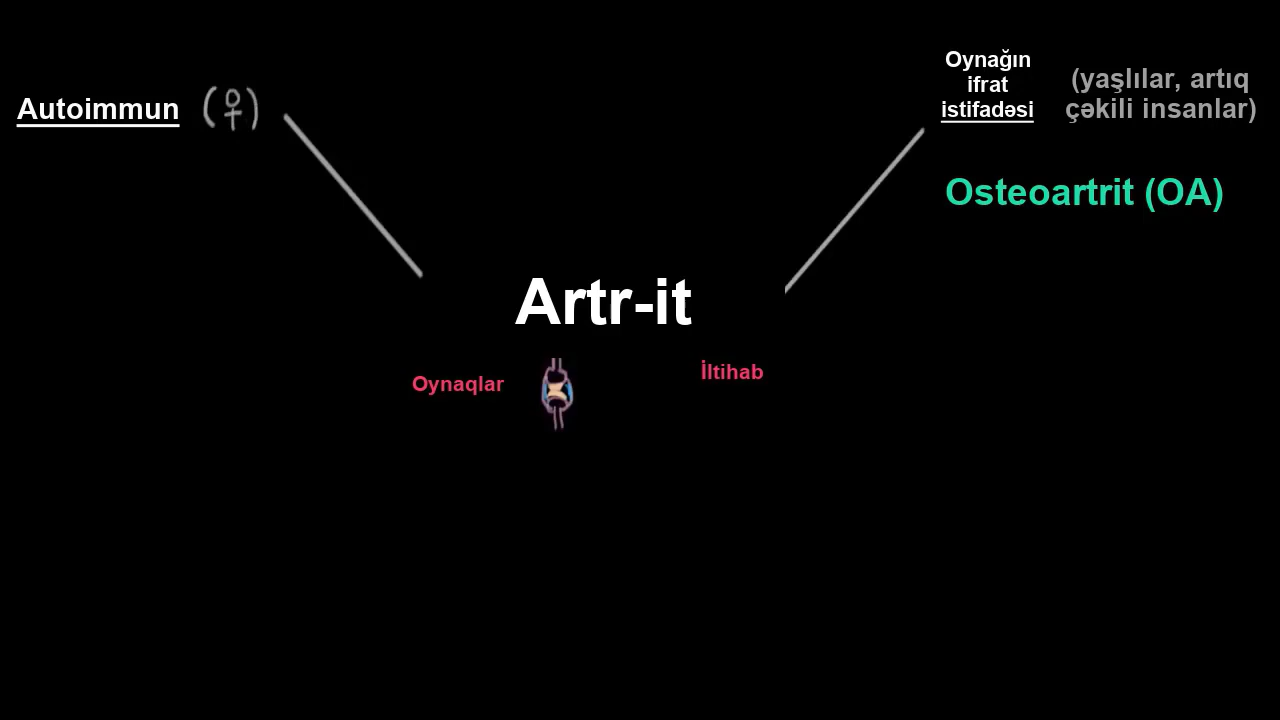 Autoimmun (♀)
Oynağın
ifrat
istifadəsi
(yaşlılar, artıq
çəkili insanlar)
Osteoartrit (OA)
Artr-it
Oynaqlar
İltihab